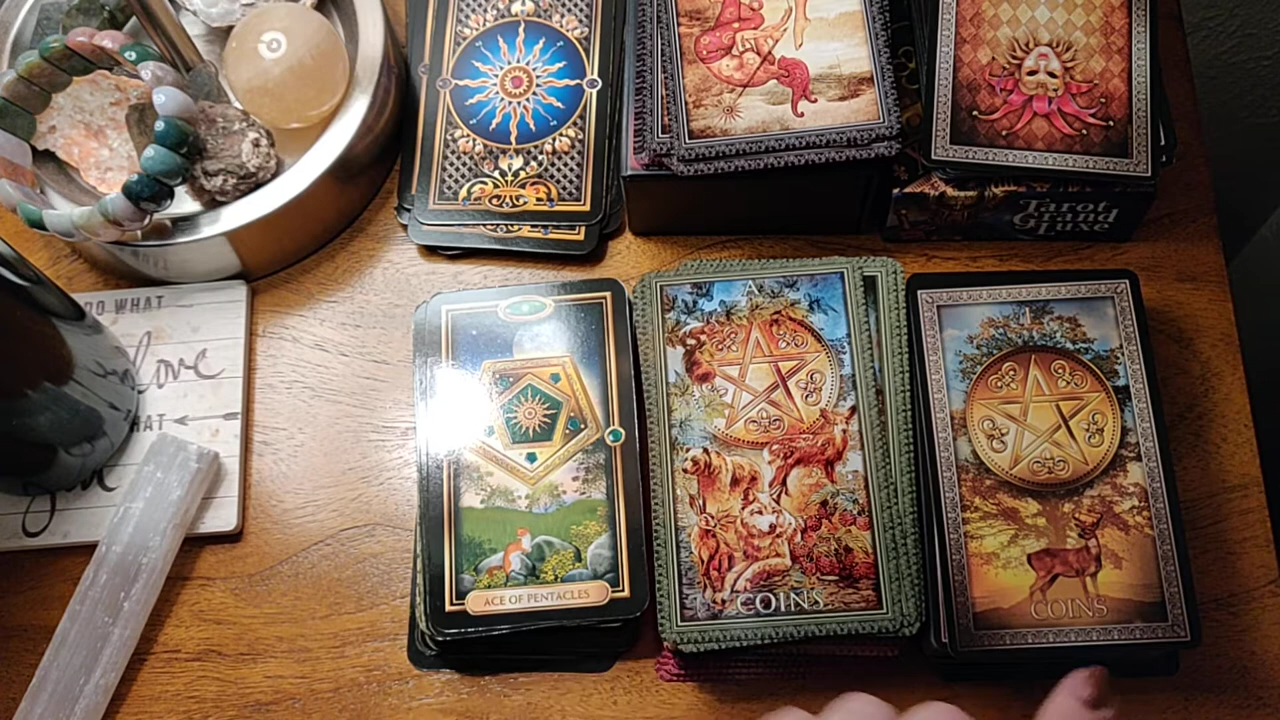 Tarot
Grand
Luxe
DO WHAT
Love
HAT
ACE OF PENTACLES
A
COINS
I
COINS